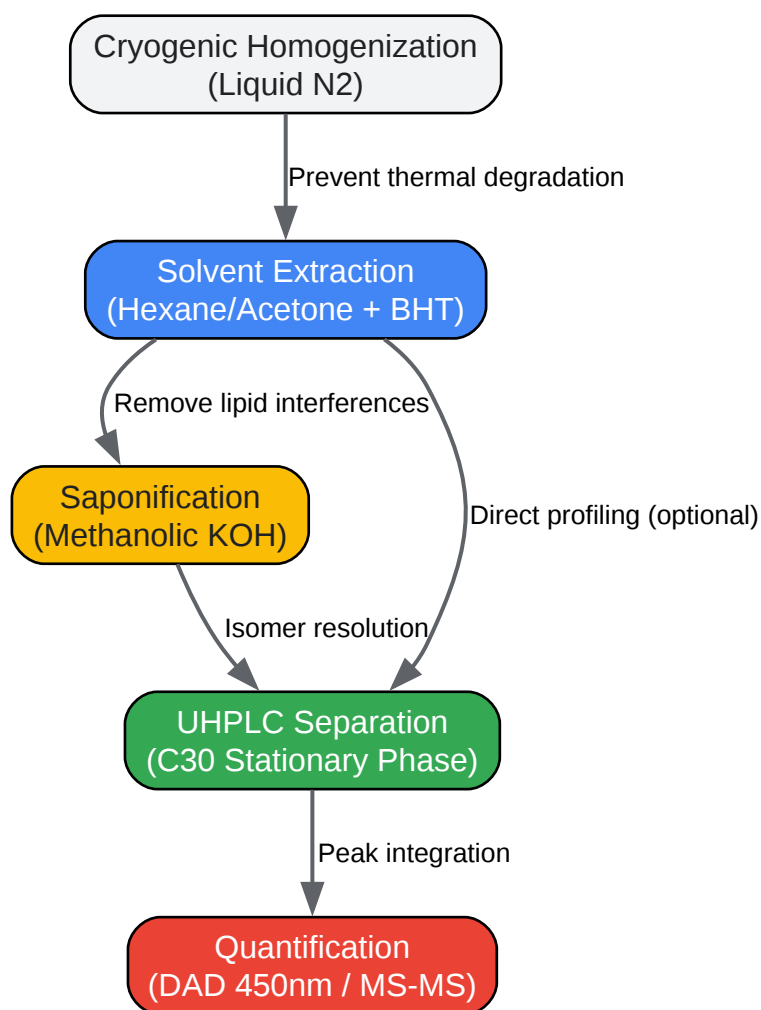 Cryogenic Homogenization
(Liquid N2)
Prevent thermal degradation
Solvent Extraction
(Hexane/Acetone + BHT)
Remove lipid interferences
Saponification
(Methanolic KOH)
Direct profiling (optional)
Isomer resolution
UHPLC Separation
(C30 Stationary Phase)
Peak integration
Quantification
(DAD 450nm / MS-MS)